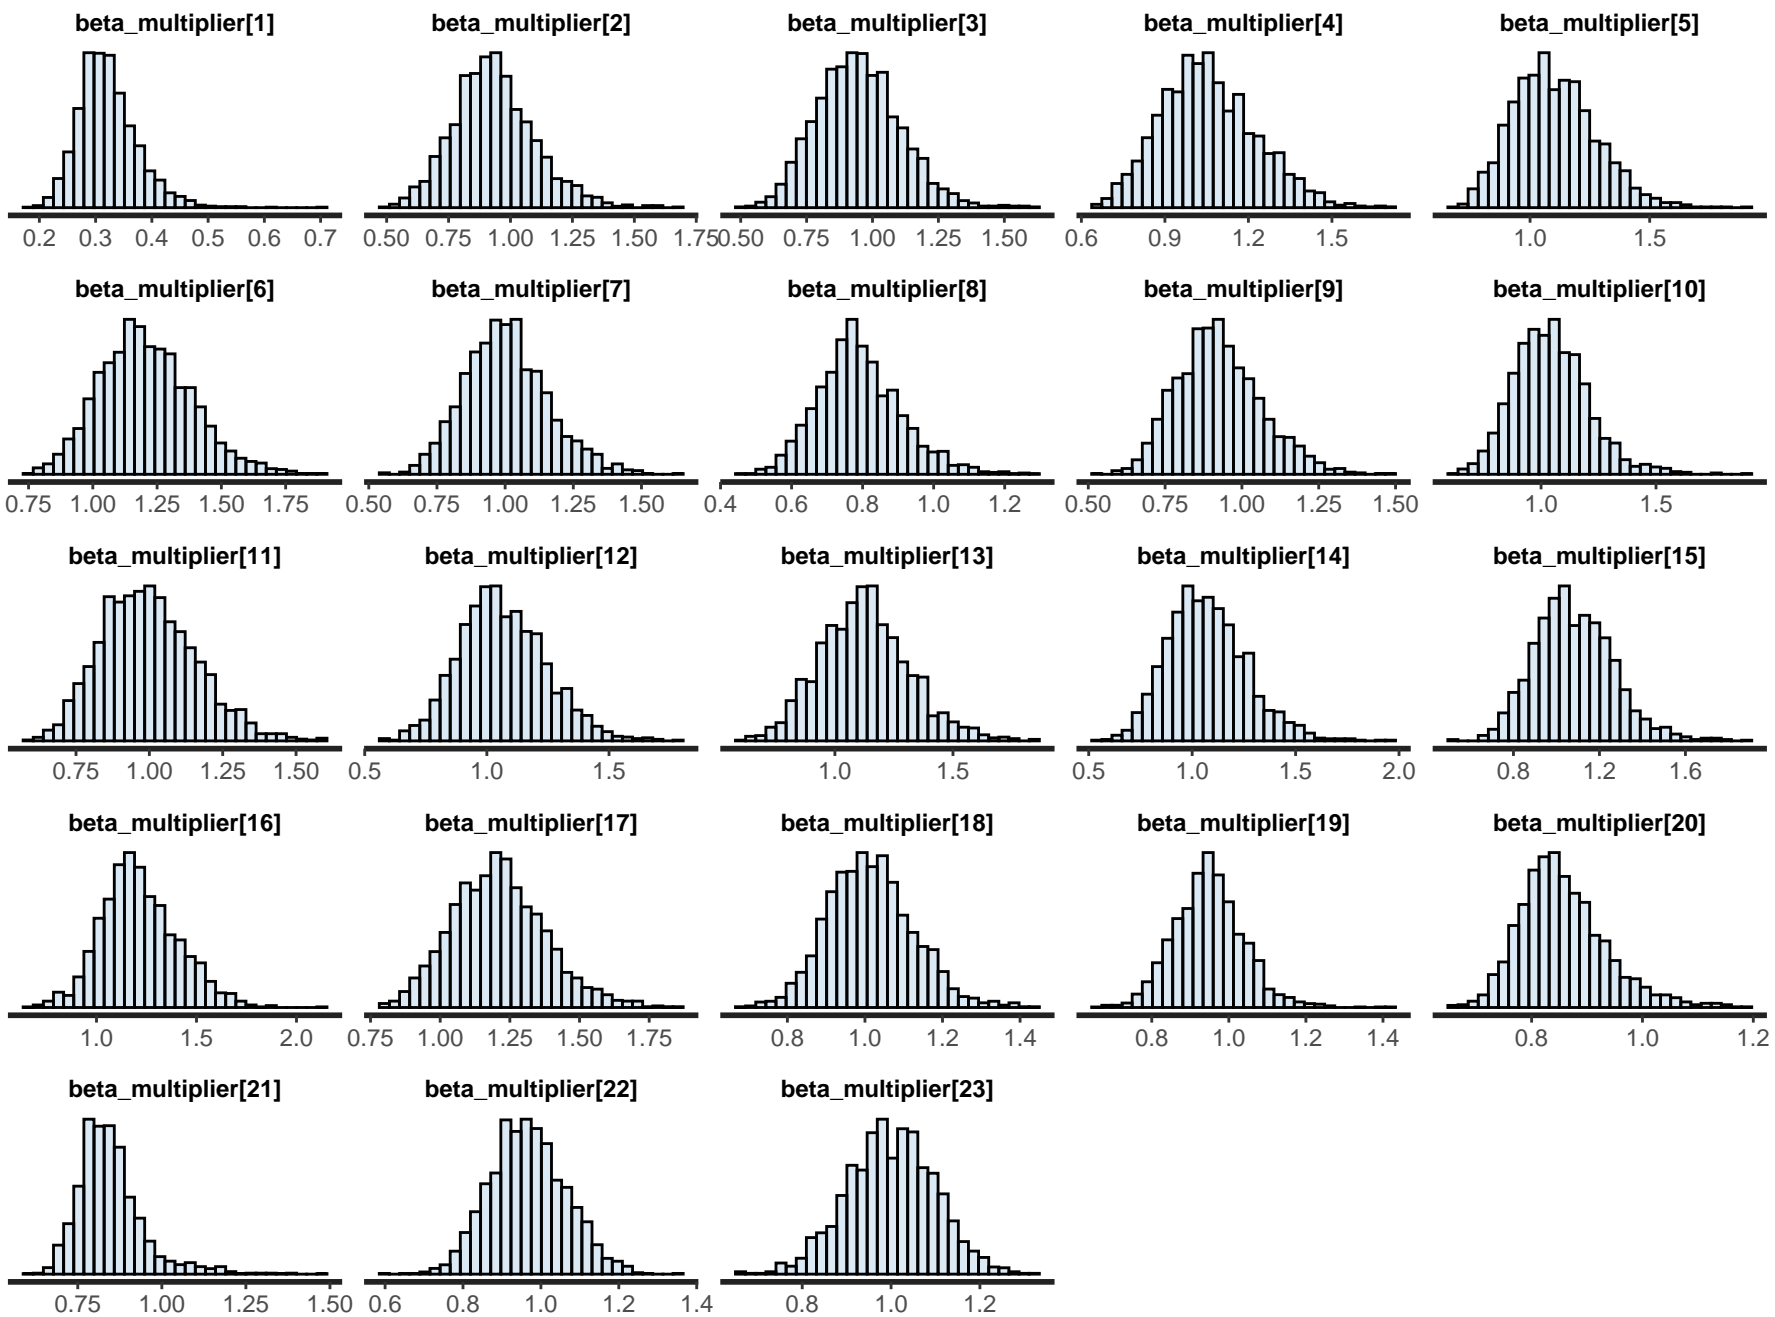 beta_multiplier[1] beta_multiplier[2] beta_multiplier[3] beta_multiplier[4] beta_multiplier[5]
0.2 0.3 0.4 0.5 0.6 0.7 0.50 0.75 1.00 1.25 1.50 1.75 0.50 0.75 1.00 1.25 1.50 0.6 0.9 1.2 1.5 1.0 1.5
beta_multiplier[6] beta_multiplier[7] beta_multiplier[8] beta_multiplier[9] beta_multiplier[10]
0.75 1.00 1.25 1.50 1.75 0.50 0.75 1.00 1.25 1.50 0.4 0.6 0.8 1.0 1.2 0.50 0.75 1.00 1.25 1.50 1.0 1.5
beta_multiplier[11] beta_multiplier[12] beta_multiplier[13] beta_multiplier[14] beta_multiplier[15]
0.75 1.00 1.25 1.50 0.5 1.0 1.5 1.0 1.5 0.5 1.0 1.5 2.0 0.8 1.2 1.6
beta_multiplier[16] beta_multiplier[17] beta_multiplier[18] beta_multiplier[19] beta_multiplier[20]
1.0 1.5 2.0 0.75 1.00 1.25 1.50 1.75 0.8 1.0 1.2 1.4 0.8 1.0 1.2 1.4 0.8 1.0 1.2
beta_multiplier[21] beta_multiplier[22] beta_multiplier[23]
0.75 1.00 1.25 1.50 0.6 0.8 1.0 1.2 1.4 0.8 1.0 1.2